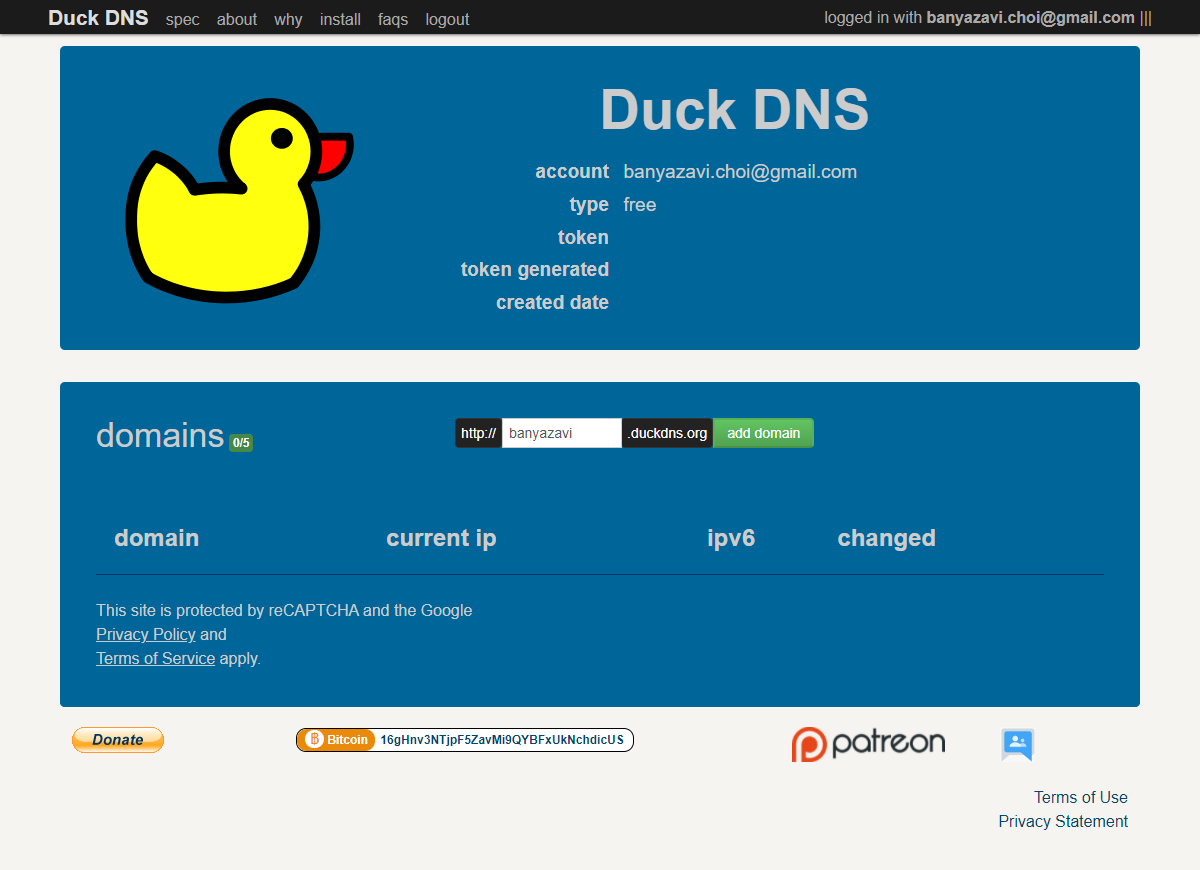 Duck DNS spec about why install faqs logout logged in with banyazavi.choi@gmail.com |||
Duck DNS
account banyazavi.choi@gmail.com
type free
token
token generated
created date
domains 0/5 http:// banyazavi .duckdns.org add domain
domain current ip ipv6 changed
This site is protected by reCAPTCHA and the Google
Privacy Policy and
Terms of Service apply.
Donate Bitcoin 16gHnv3NTjpF5ZavMi9QYBFxUkNchdicUS patreon
Terms of Use
Privacy Statement